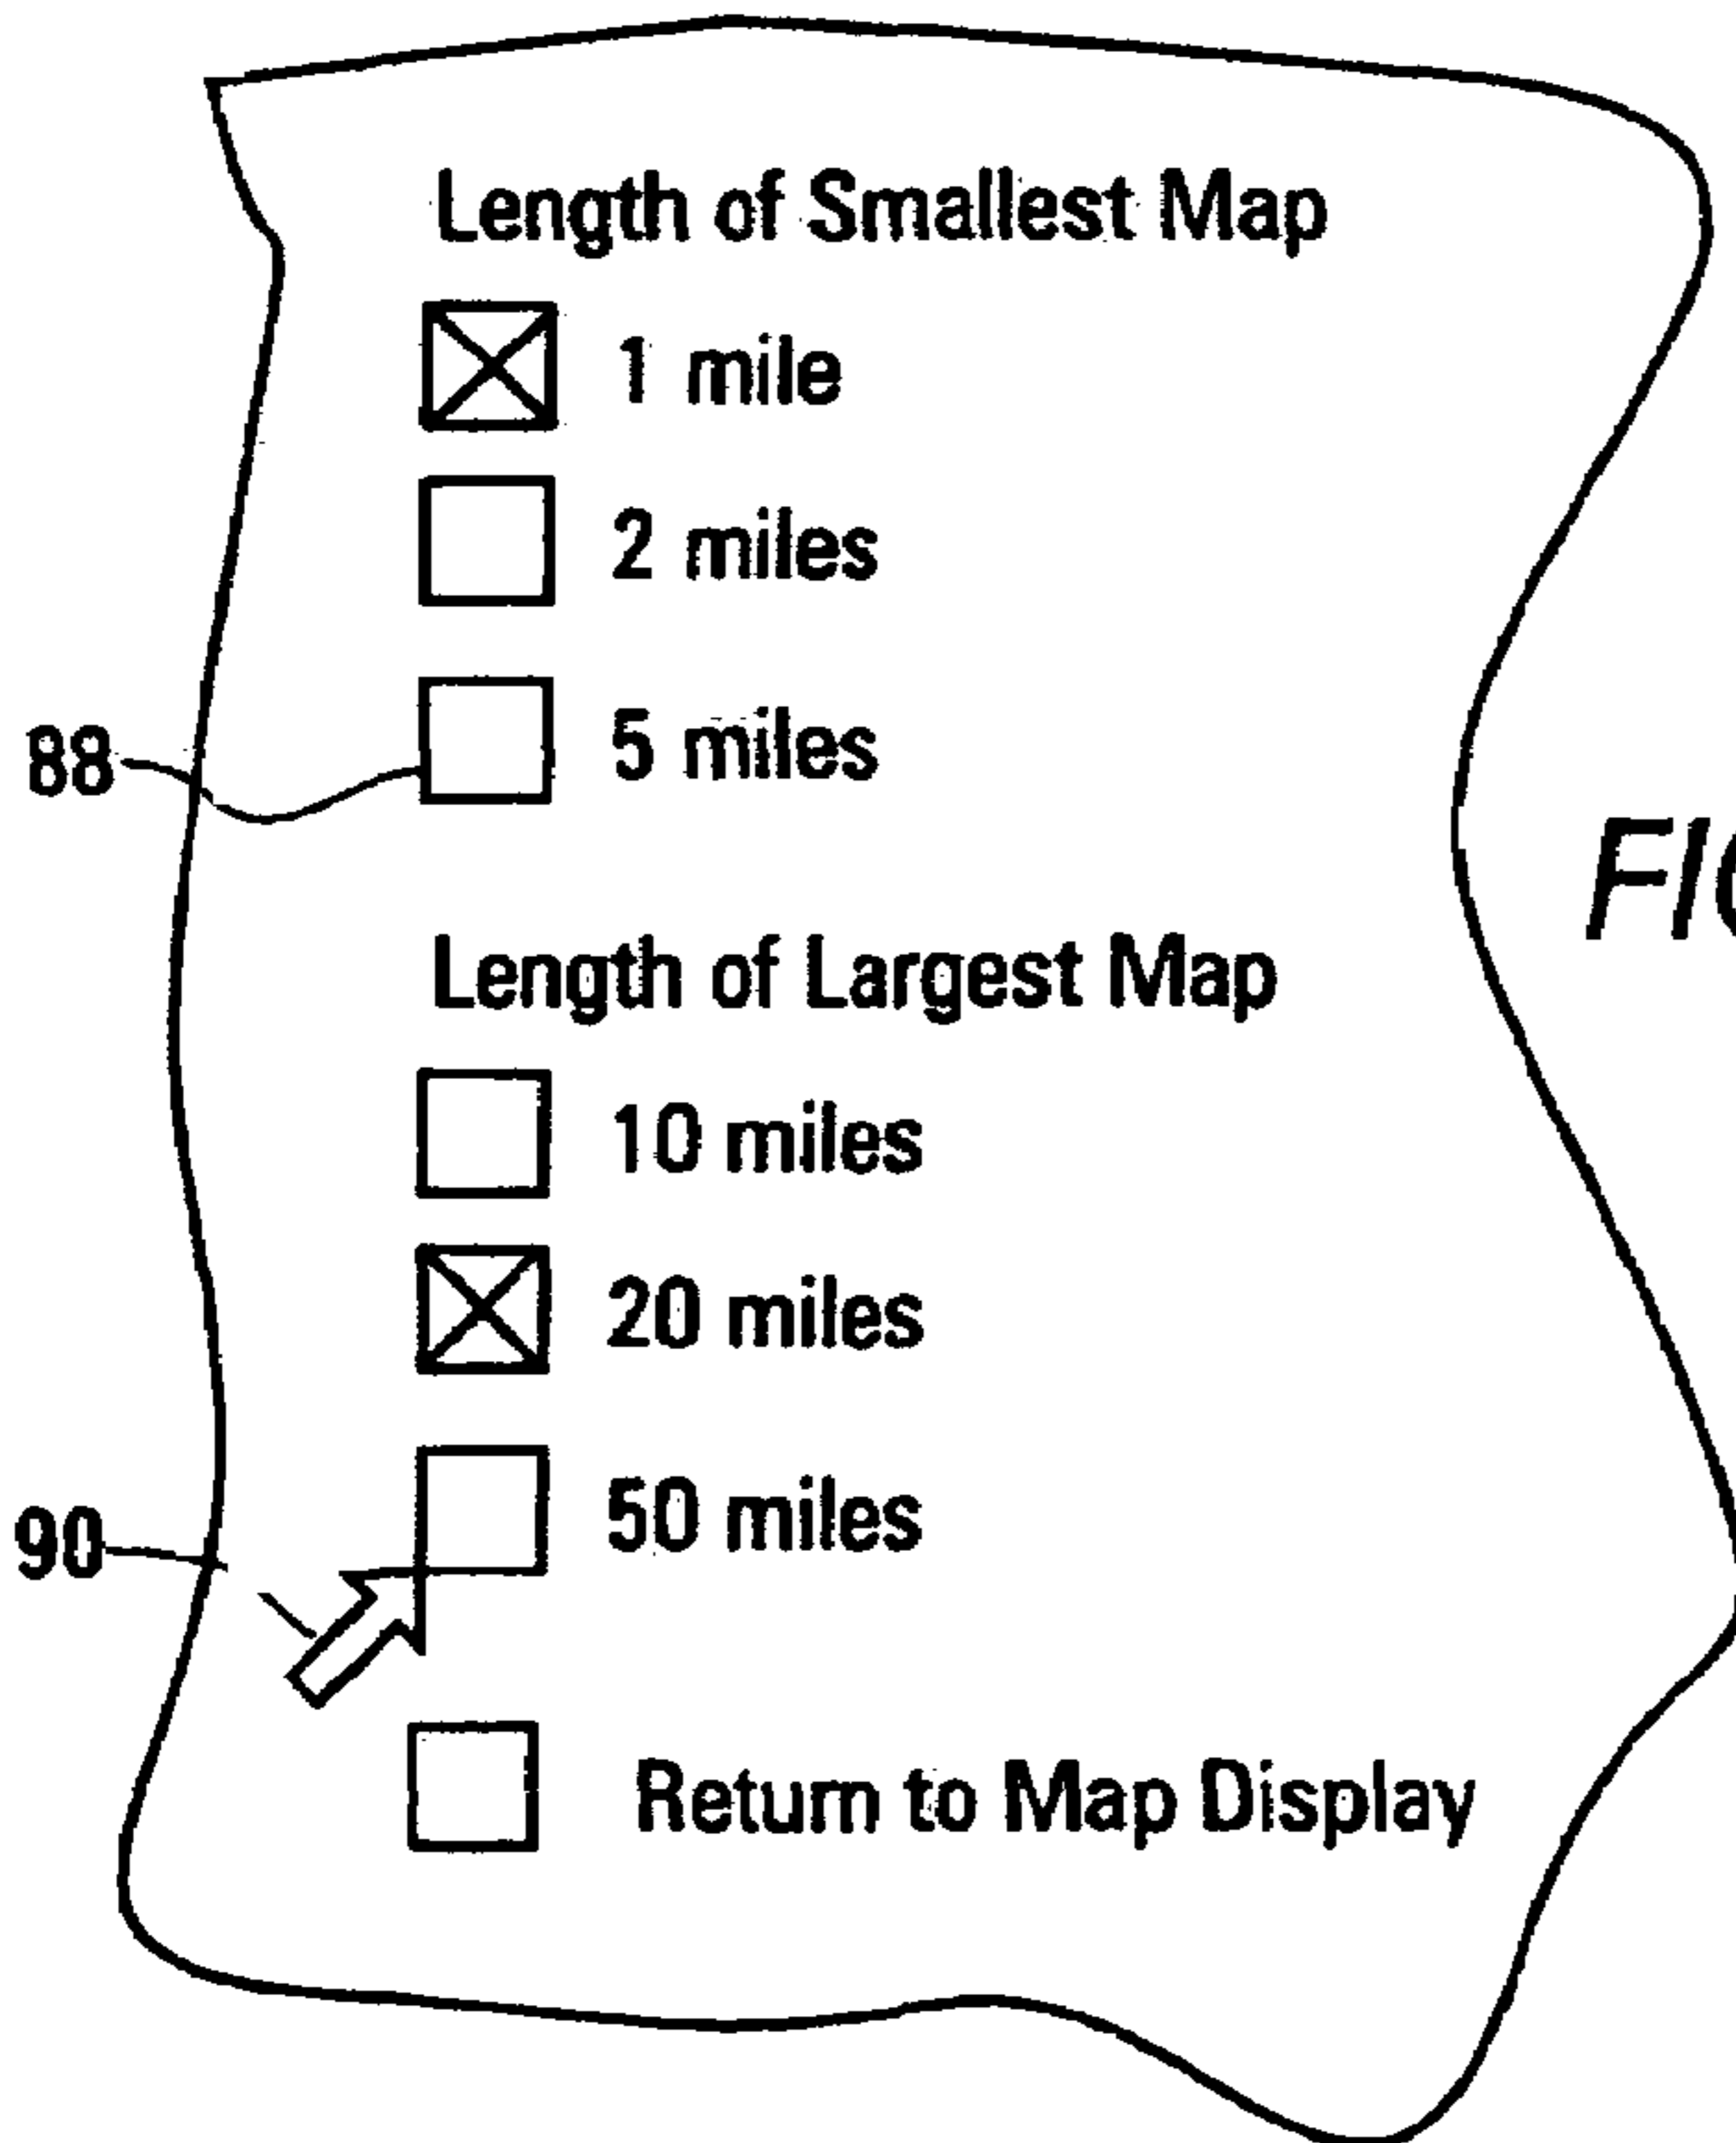 Length of Smallest Map
1 mile
2 miles
5 miles
88
Length of Largest Map
10 miles
20 miles
50 miles
90
Return to Map Display